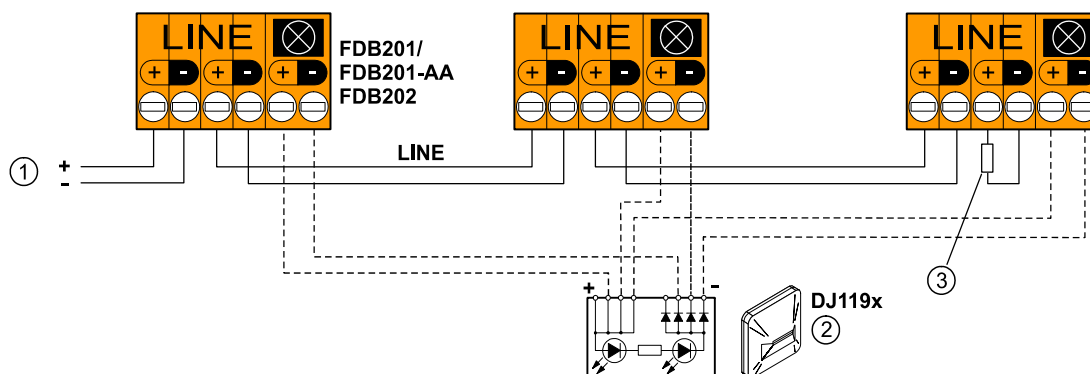 LINE
+ - + - + -
FDB201/
FDB201-AA
FDB202
LINE
+ - + - + -
LINE
+ - + - + -
1
+
-
LINE
3
+ -
DJ119x
2